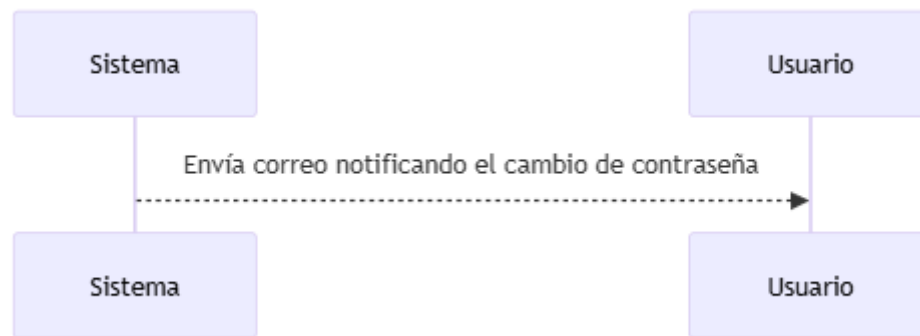 Sistema
Usuario
Envía correo notificando el cambio de contraseña
Sistema
Usuario